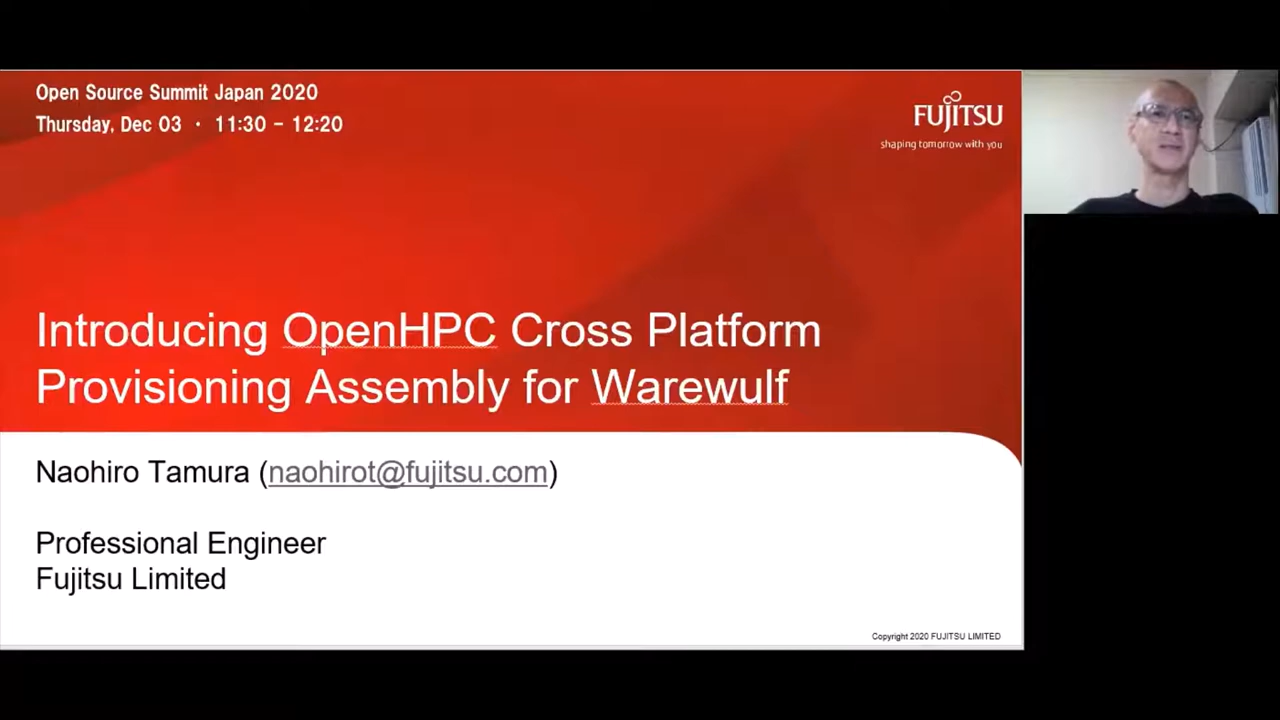 Open Source Summit Japan 2020
Thursday, Dec 03 · 11:30 - 12:20
FUJITSU
shaping tomorrow with you
Introducing OpenHPC Cross Platform
Provisioning Assembly for Warewulf
Naohiro Tamura (naohirot@fujitsu.com)
Professional Engineer
Fujitsu Limited
Copyright 2020 FUJITSU LIMITED